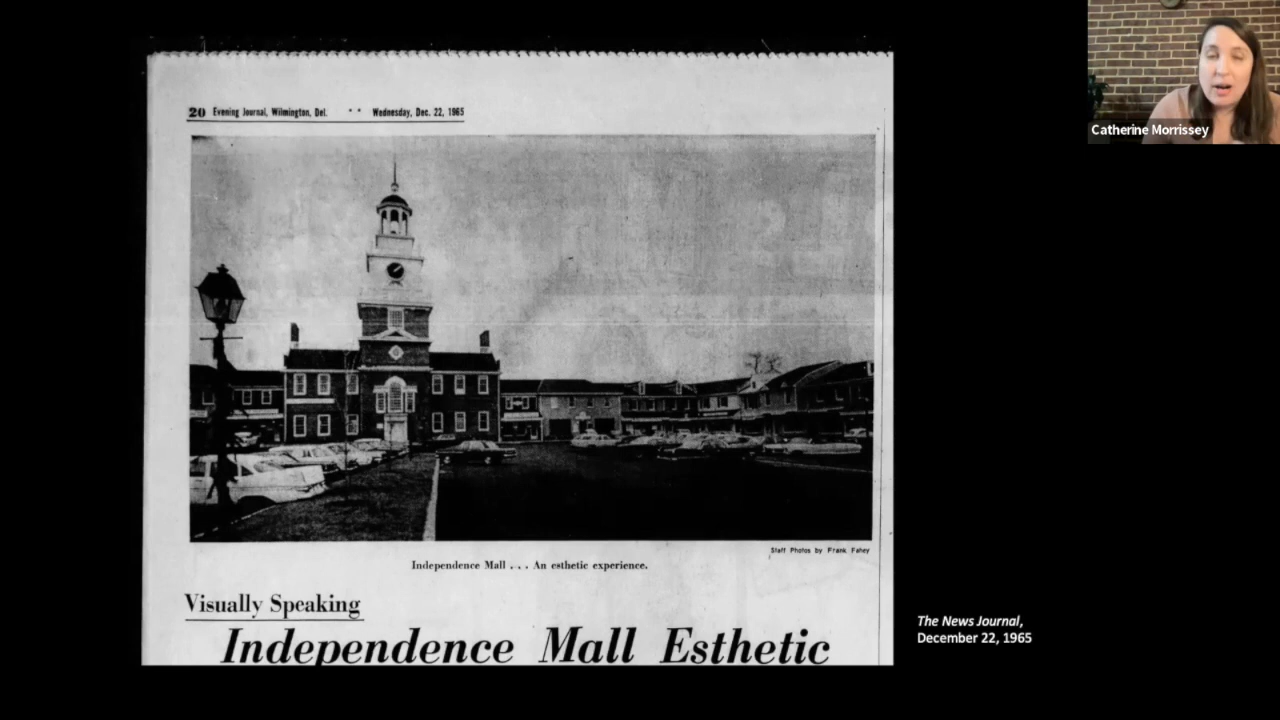 20 Evening Journal, Wilmington, Del. * * Wednesday, Dec. 22, 1965
Staff Photos by Frank Fahey
Independence Mall . . . An esthetic experience.
Visually Speaking
Independence Mall Esthetic
The News Journal,
December 22, 1965
Catherine Morrissey